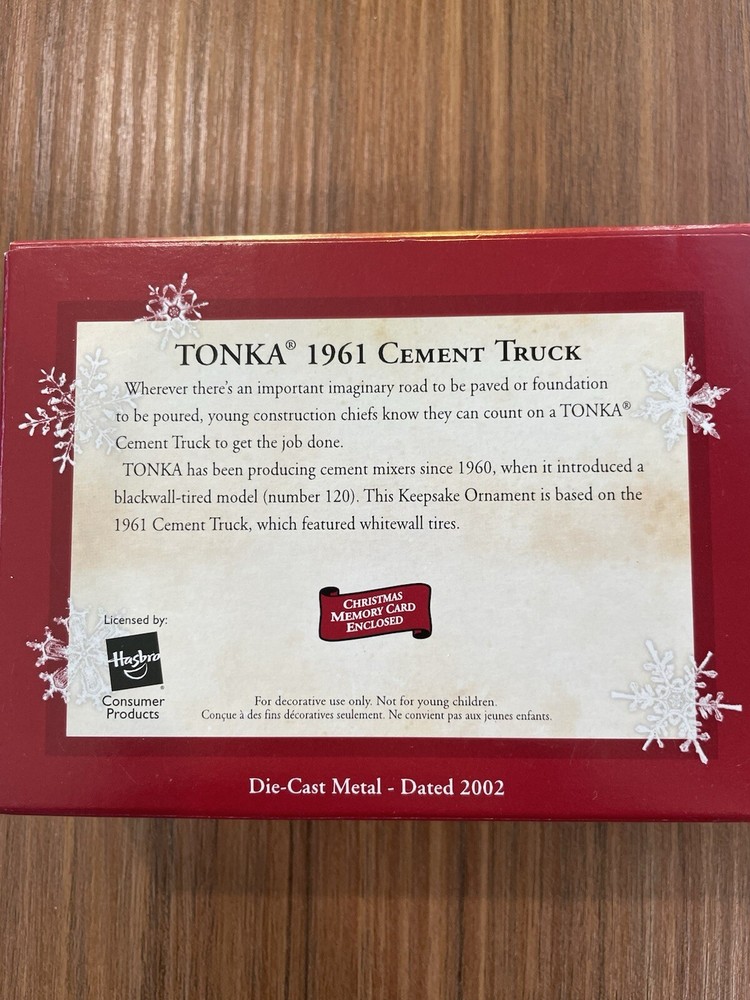 TONKA® 1961 CEMENT TRUCK
Wherever there's an important imaginary road to be paved or foundation
to be poured, young construction chiefs know they can count on a TONKA®
Cement Truck to get the job done.
TONKA has been producing cement mixers since 1960, when it introduced a
blackwall-tired model (number 120). This Keepsake Ornament is based on the
1961 Cement Truck, which featured whitewall tires.
CHRISTMAS
MEMORY CARD
ENCLOSED
Licensed by:
Hasbro
®
Consumer
Products
For decorative use only. Not for young children.
Conçue à des fins décoratives seulement. Ne convient pas aux jeunes enfants.
Die-Cast Metal - Dated 2002